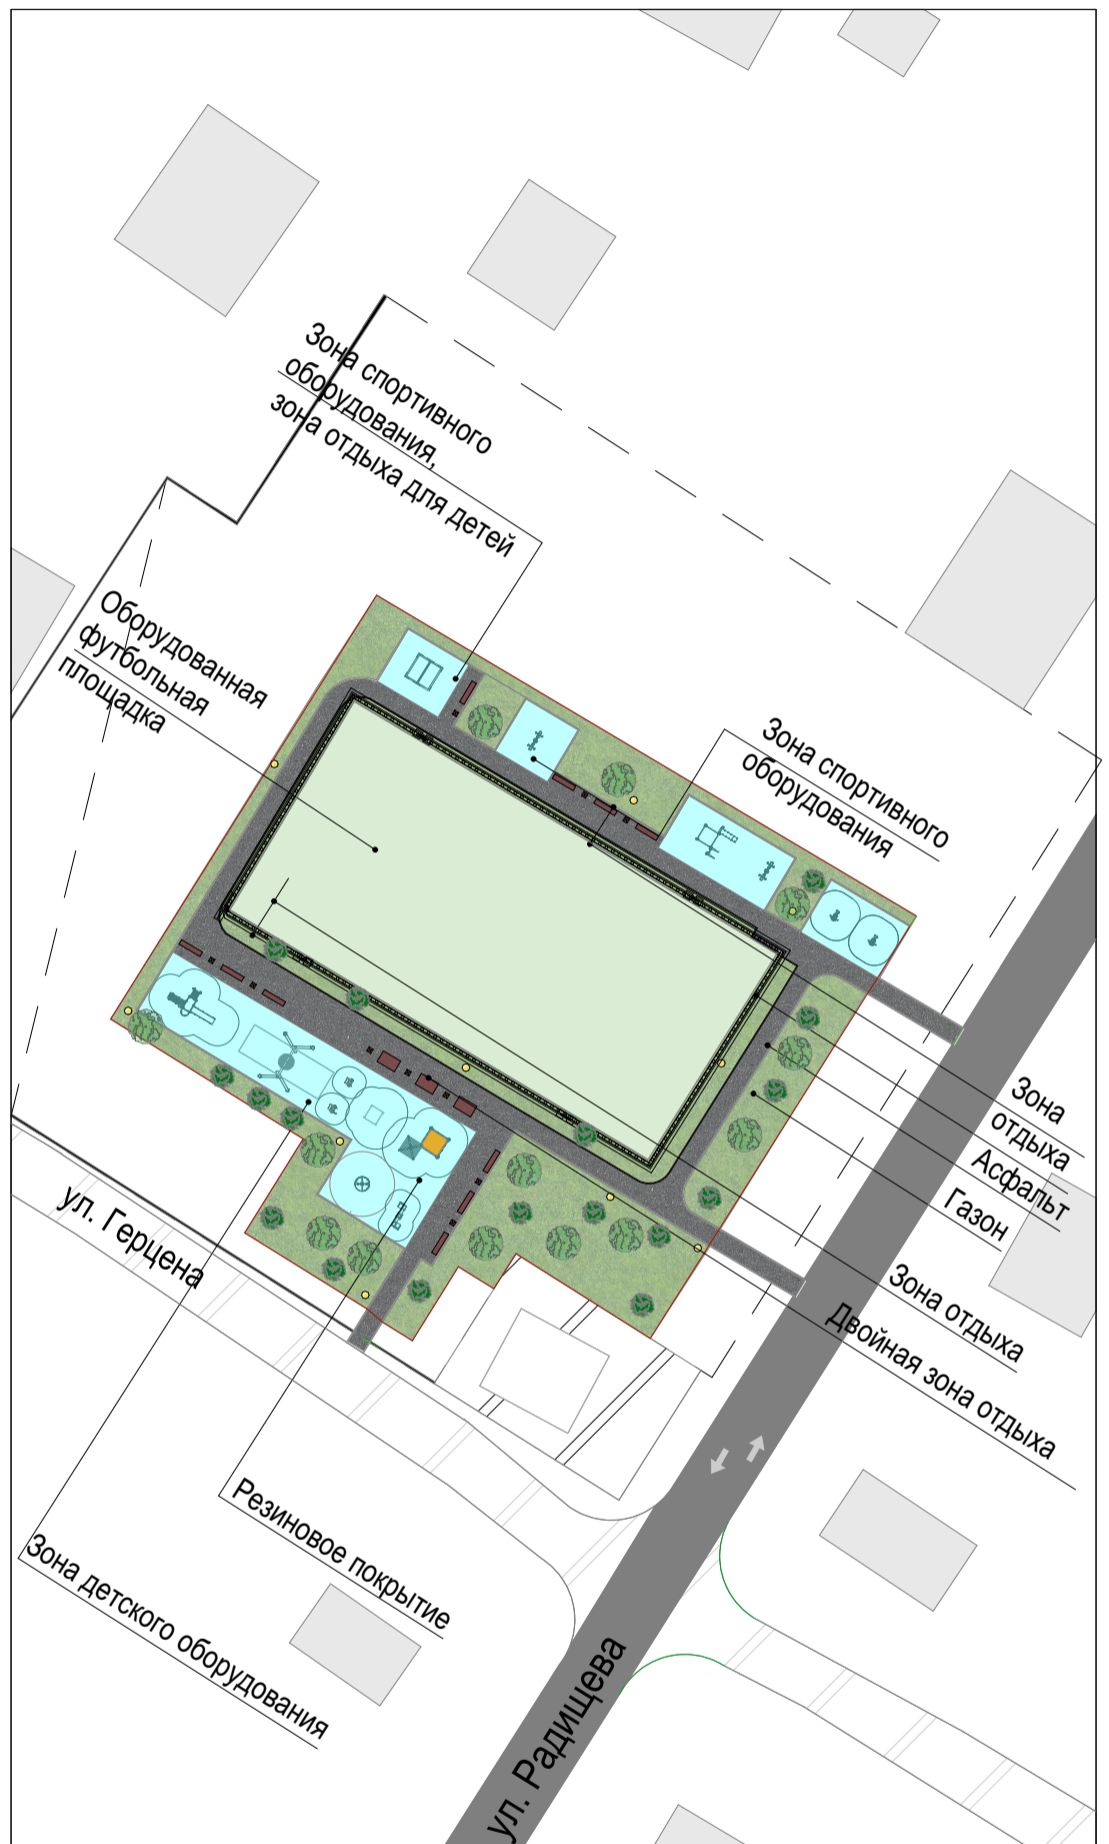 Зона спортивного
оборудования,
зона отдыха для детей
Оборудованная
футбольная
площадка
Зона спортивного
оборудования
Зона
отдыха
Асфальт
Газон
Зона отдыха
Двойная зона отдыха
ул. Герцена
Резиновое покрытие
Зона детского оборудования
ул. Радищева